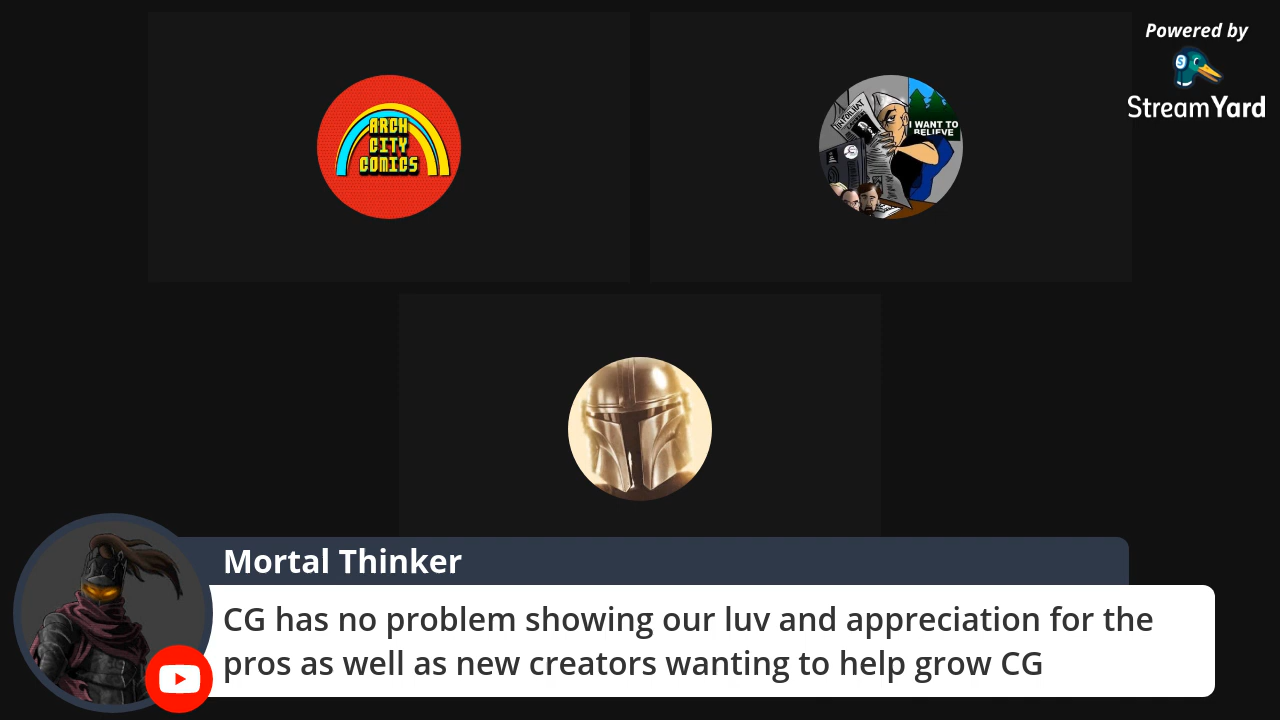 Powered by
StreamYard
ARCH
CITY
COMICS
I WANT TO
BELIEVE
Mortal Thinker
CG has no problem showing our luv and appreciation for the
pros as well as new creators wanting to help grow CG